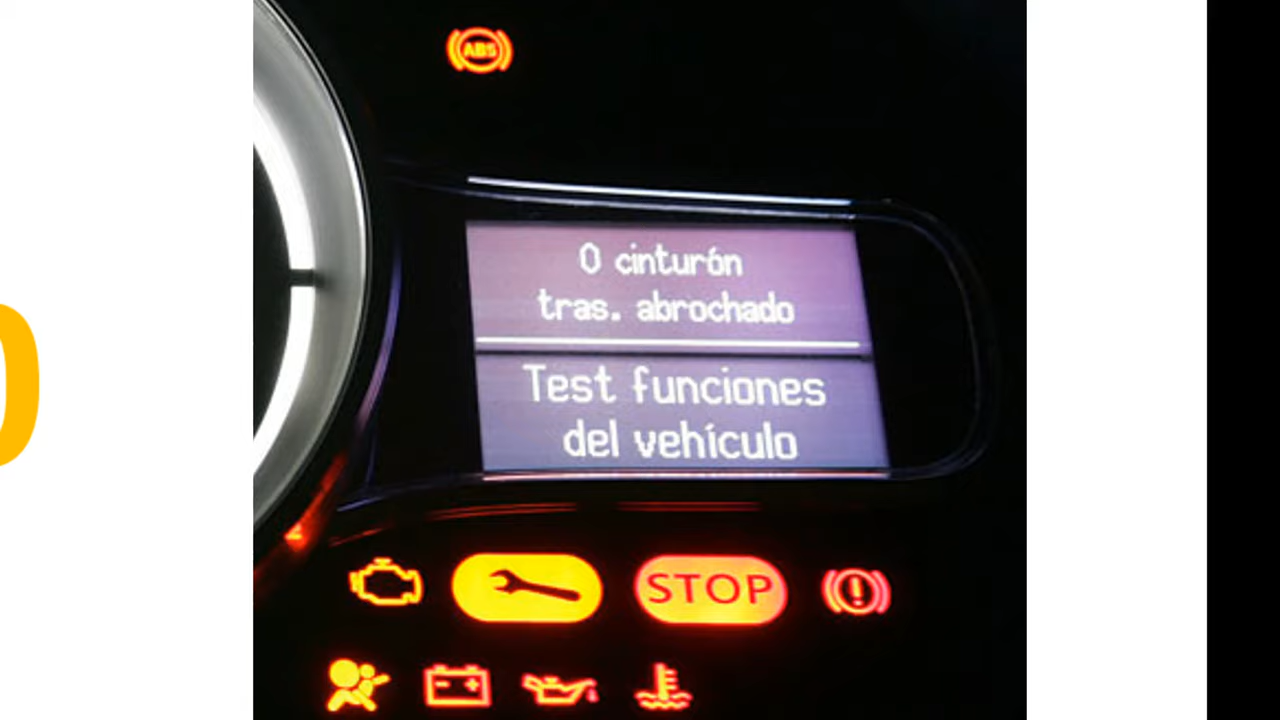 ABS
0 cinturón
tras. abrochado
Test funciones
del vehículo
STOP